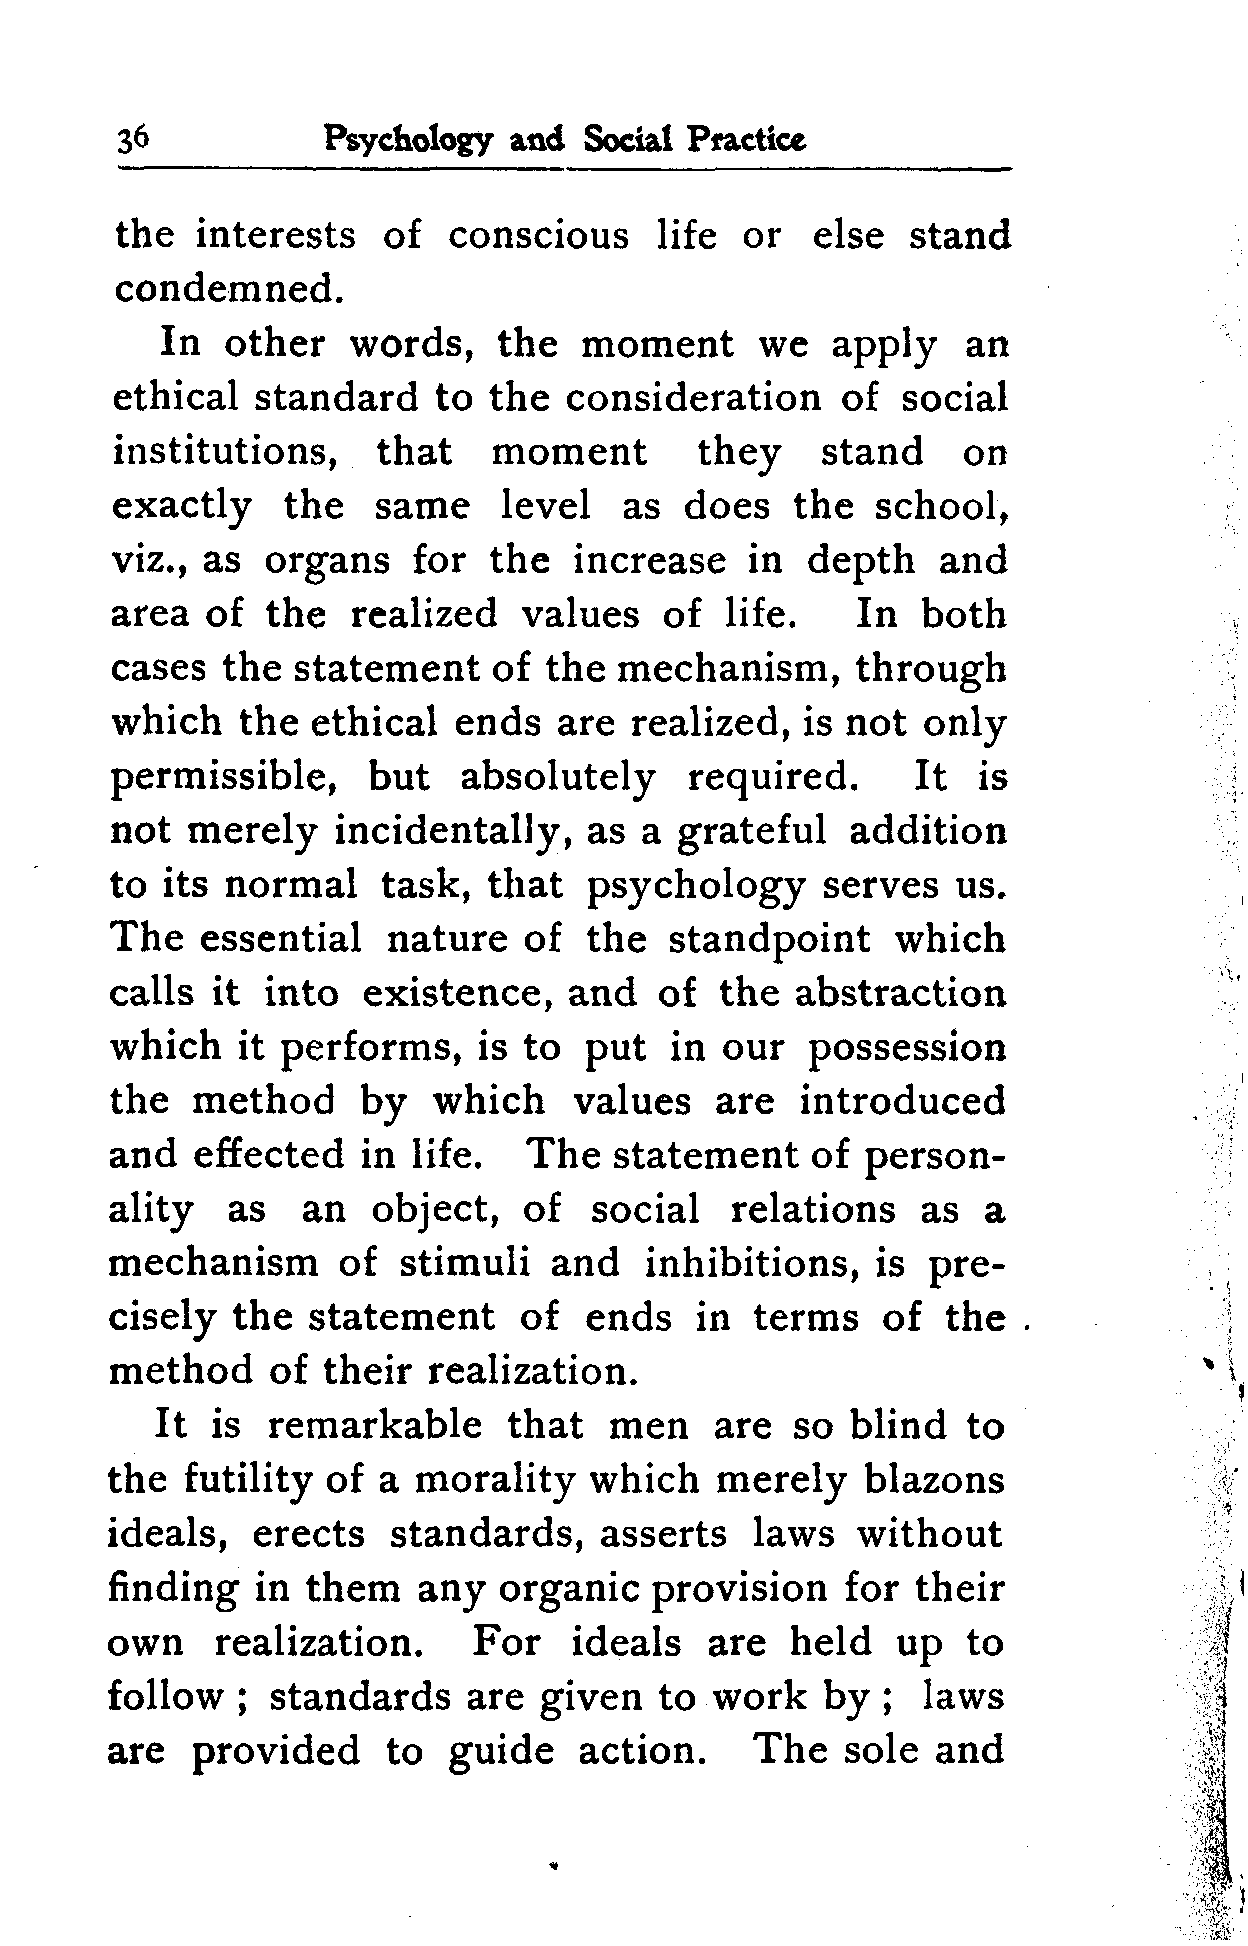 36 Psychology and Social Practice
the interests of conscious life or else stand
condemned.
In other words, the moment we apply an
ethical standard to the consideration of social
institutions, that moment they stand on
exactly the same level as does the school,
viz., as organs for the increase in depth and
area of the realized values of life. In both
cases the statement of the mechanism, through
which the ethical ends are realized, is not only
permissible, but absolutely required. It is
not merely incidentally, as a grateful addition
to its normal task, that psychology serves us.
The essential nature of the standpoint which
calls it into existence, and of the abstraction
which it performs, is to put in our possession
the method by which values are introduced
and effected in life. The statement of person-
ality as an object, of social relations as a
mechanism of stimuli and inhibitions, is pre-
cisely the statement of ends in terms of the
method of their realization.
It is remarkable that men are so blind to
the futility of a morality which merely blazons
ideals, erects standards, asserts laws without
finding in them any organic provision for their
own realization. For ideals are held up to
follow ; standards are given to work by ; laws
are provided to guide action. The sole and